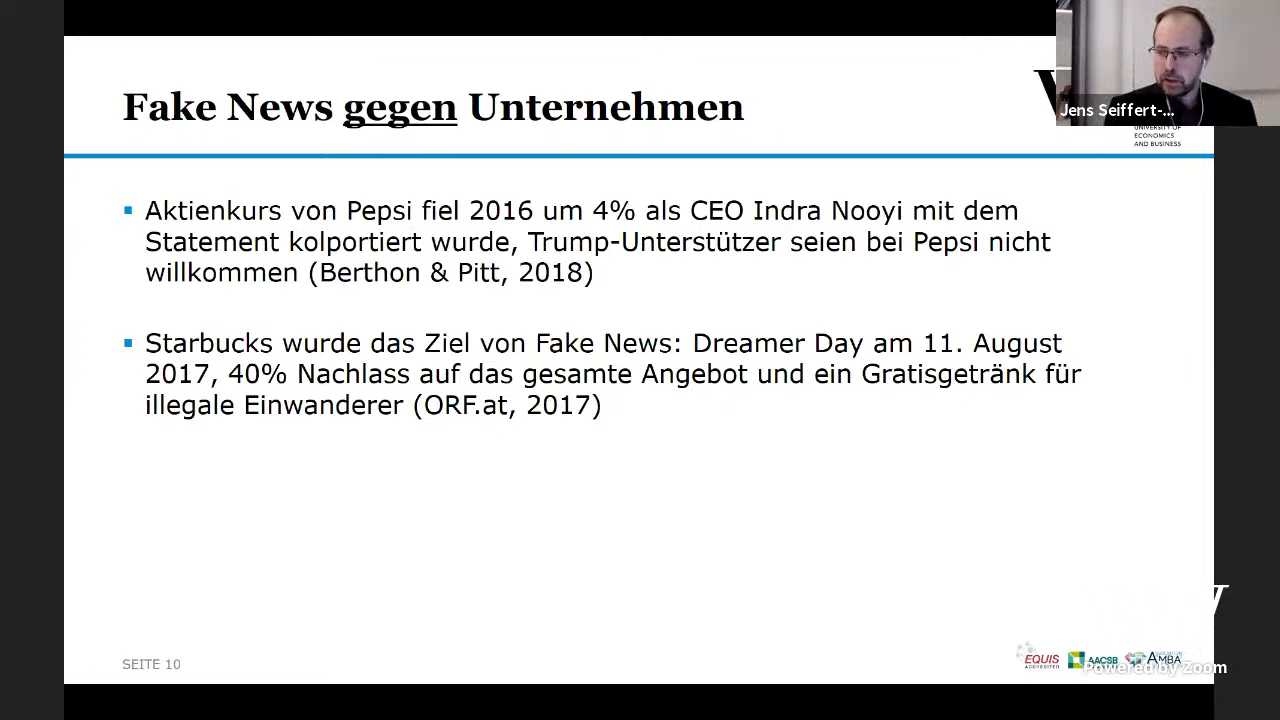 Fake News gegen Unternehmen
Jens Seiffert-...
UNIVERSITY OF
ECONOMICS
AND BUSINESS
▪ Aktienkurs von Pepsi fiel 2016 um 4% als CEO Indra Nooyi mit dem
Statement kolportiert wurde, Trump-Unterstützer seien bei Pepsi nicht
willkommen (Berthon & Pitt, 2018)
▪ Starbucks wurde das Ziel von Fake News: Dreamer Day am 11. August
2017, 40% Nachlass auf das gesamte Angebot und ein Gratisgetränk für
illegale Einwanderer (ORF.at, 2017)
SEITE 10
EQUIS
ACCREDITED
AACSB
AMBA
Powered by Zoom